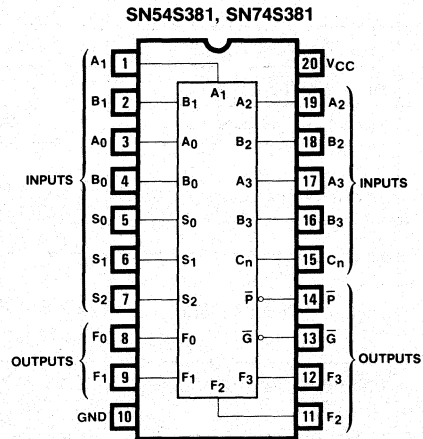 SN54S381, SN74S381
A1 1 A1 20 VCC
B1 2 B1 A2 19 A2
A0 3 A0 B2 18 B2
INPUTS B0 4 B0 A3 17 A3 INPUTS
S0 5 S0 B3 16 B3
S1 6 S1 Cn 15 Cn
S2 7 S2 P̅ 14 P̅
F0 8 F0 G̅ 13 G̅
OUTPUTS OUTPUTS
F1 9 F1 F3 12 F3
F2
GND 10 11 F2